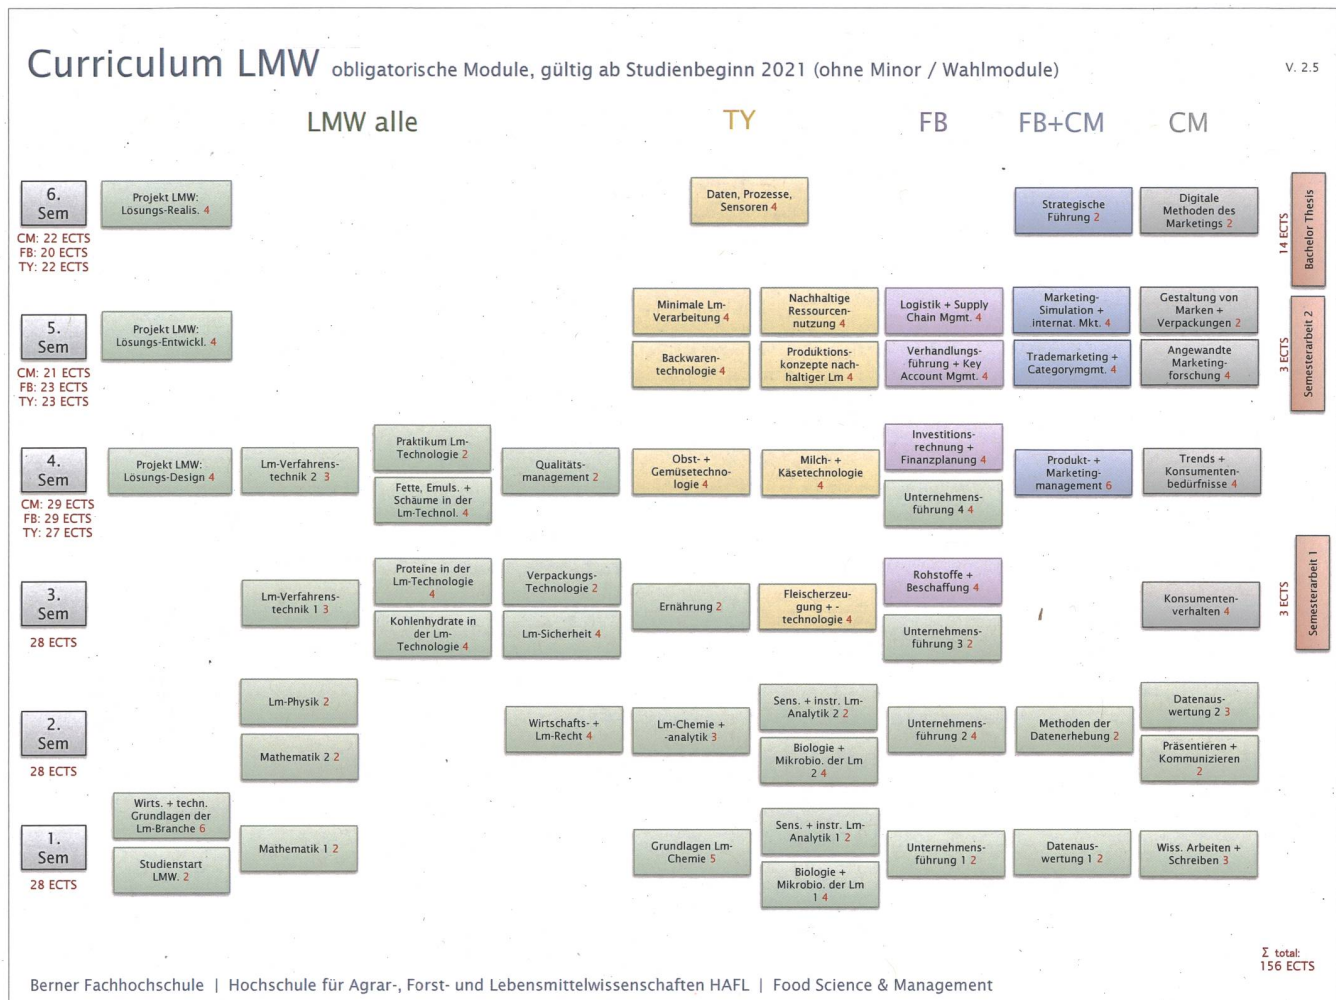 Curriculum LMW obligatorische Module, gültig ab Studienbeginn 2021 (ohne Minor / Wahlmodule)
V. 2.5
LMW alle
TY
FB
FB+CM
CM
6.
Sem
CM: 22 ECTS
FB: 20 ECTS
TY: 22 ECTS
Projekt LMW:
Lösungs-Realis. 4
Daten, Prozesse,
Sensoren 4
Strategische
Führung 2
Digitale
Methoden des
Marketings 2
14 ECTS
Bachelor Thesis
5.
Sem
CM: 21 ECTS
FB: 23 ECTS
TY: 23 ECTS
Projekt LMW:
Lösungs-Entwickl. 4
Minimale Lm-
Verarbeitung 4
Nachhaltige
Ressourcen-
nutzung 4
Logistik + Supply
Chain Mgmt. 4
Marketing-
Simulation +
internat. Mkt. 4
Gestaltung von
Marken +
Verpackungen 2
Backwaren-
technologie 4
Produktions-
konzepte nach-
haltiger Lm 4
Verhandlungs-
führung + Key
Account Mgmt. 4
Trademarketing +
Categorymgmt. 4
Angewandte
Marketing-
forschung 4
3 ECTS
Semesterarbeit 2
4.
Sem
CM: 29 ECTS
FB: 29 ECTS
TY: 27 ECTS
Projekt LMW:
Lösungs-Design 4
Lm-Verfahrens-
technik 2 3
Praktikum Lm-
Technologie 2
Fette, Emuls. +
Schäume in der
Lm-Technol. 4
Qualitäts-
management 2
Obst- +
Gemüsetechno-
logie 4
Milch- +
Käsetechnologie
4
Investitions-
rechnung +
Finanzplanung 4
Unternehmens-
führung 4 4
Produkt- +
Marketing-
management 6
Trends +
Konsumenten-
bedürfnisse 4
3.
Sem
28 ECTS
Lm-Verfahrens-
technik 1 3
Proteine in der
Lm-Technologie
4
Kohlenhydrate in
der Lm-
Technologie 4
Verpackungs-
Technologie 2
Lm-Sicherheit 4
Ernährung 2
Fleischerzeu-
gung + -
technologie 4
Rohstoffe +
Beschaffung 4
Unternehmens-
führung 3 2
Konsumenten-
verhalten 4
3 ECTS
Semesterarbeit 1
2.
Sem
28 ECTS
Lm-Physik 2
Mathematik 2 2
Wirtschafts- +
Lm-Recht 4
Lm-Chemie +
-analytik 3
Sens. + instr. Lm-
Analytik 2 2
Biologie +
Mikrobio. der Lm
2 4
Unternehmens-
führung 2 4
Methoden der
Datenerhebung 2
Datenaus-
wertung 2 3
Präsentieren +
Kommunizieren
2
1.
Sem
28 ECTS
Wirts. + techn.
Grundlagen der
Lm-Branche 6
Studienstart
LMW. 2
Mathematik 1 2
Grundlagen Lm-
Chemie 5
Sens. + instr. Lm-
Analytik 1 2
Biologie +
Mikrobio. der Lm
1 4
Unternehmens-
führung 1 2
Datenaus-
wertung 1 2
Wiss. Arbeiten +
Schreiben 3
Σ total:
156 ECTS
Berner Fachhochschule | Hochschule für Agrar-, Forst- und Lebensmittelwissenschaften HAFL | Food Science & Management